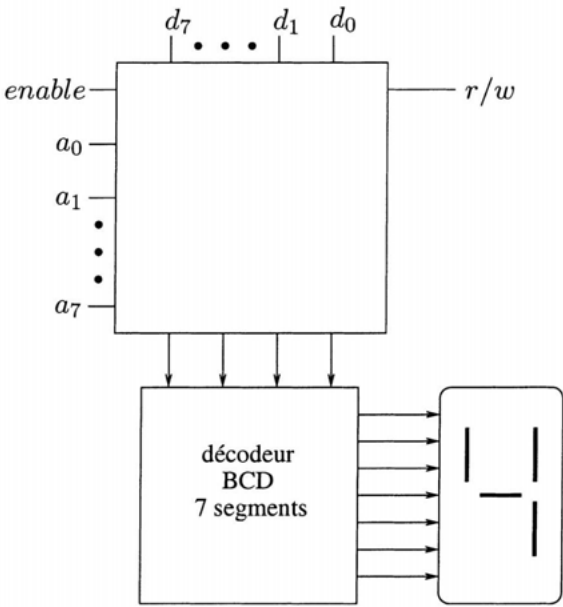 d₇ • • • d₁ d₀
enable
r/w
a₀
a₁
a₇
décodeur
BCD
7 segments